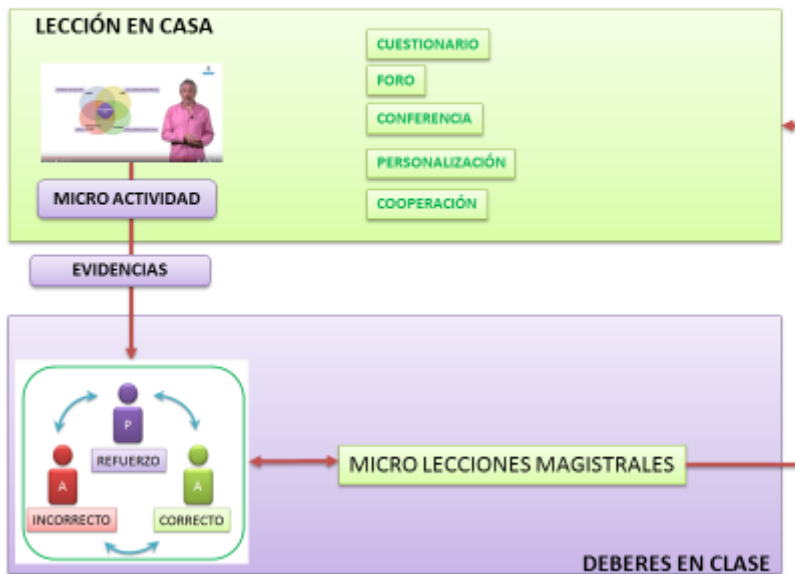 LECCIÓN EN CASA
CUESTIONARIO
FORO
CONFERENCIA
PERSONALIZACIÓN
COOPERACIÓN
MICRO ACTIVIDAD
EVIDENCIAS
P
REFUERZO
A
A
INCORRECTO
CORRECTO
MICRO LECCIONES MAGISTRALES
DEBERES EN CLASE